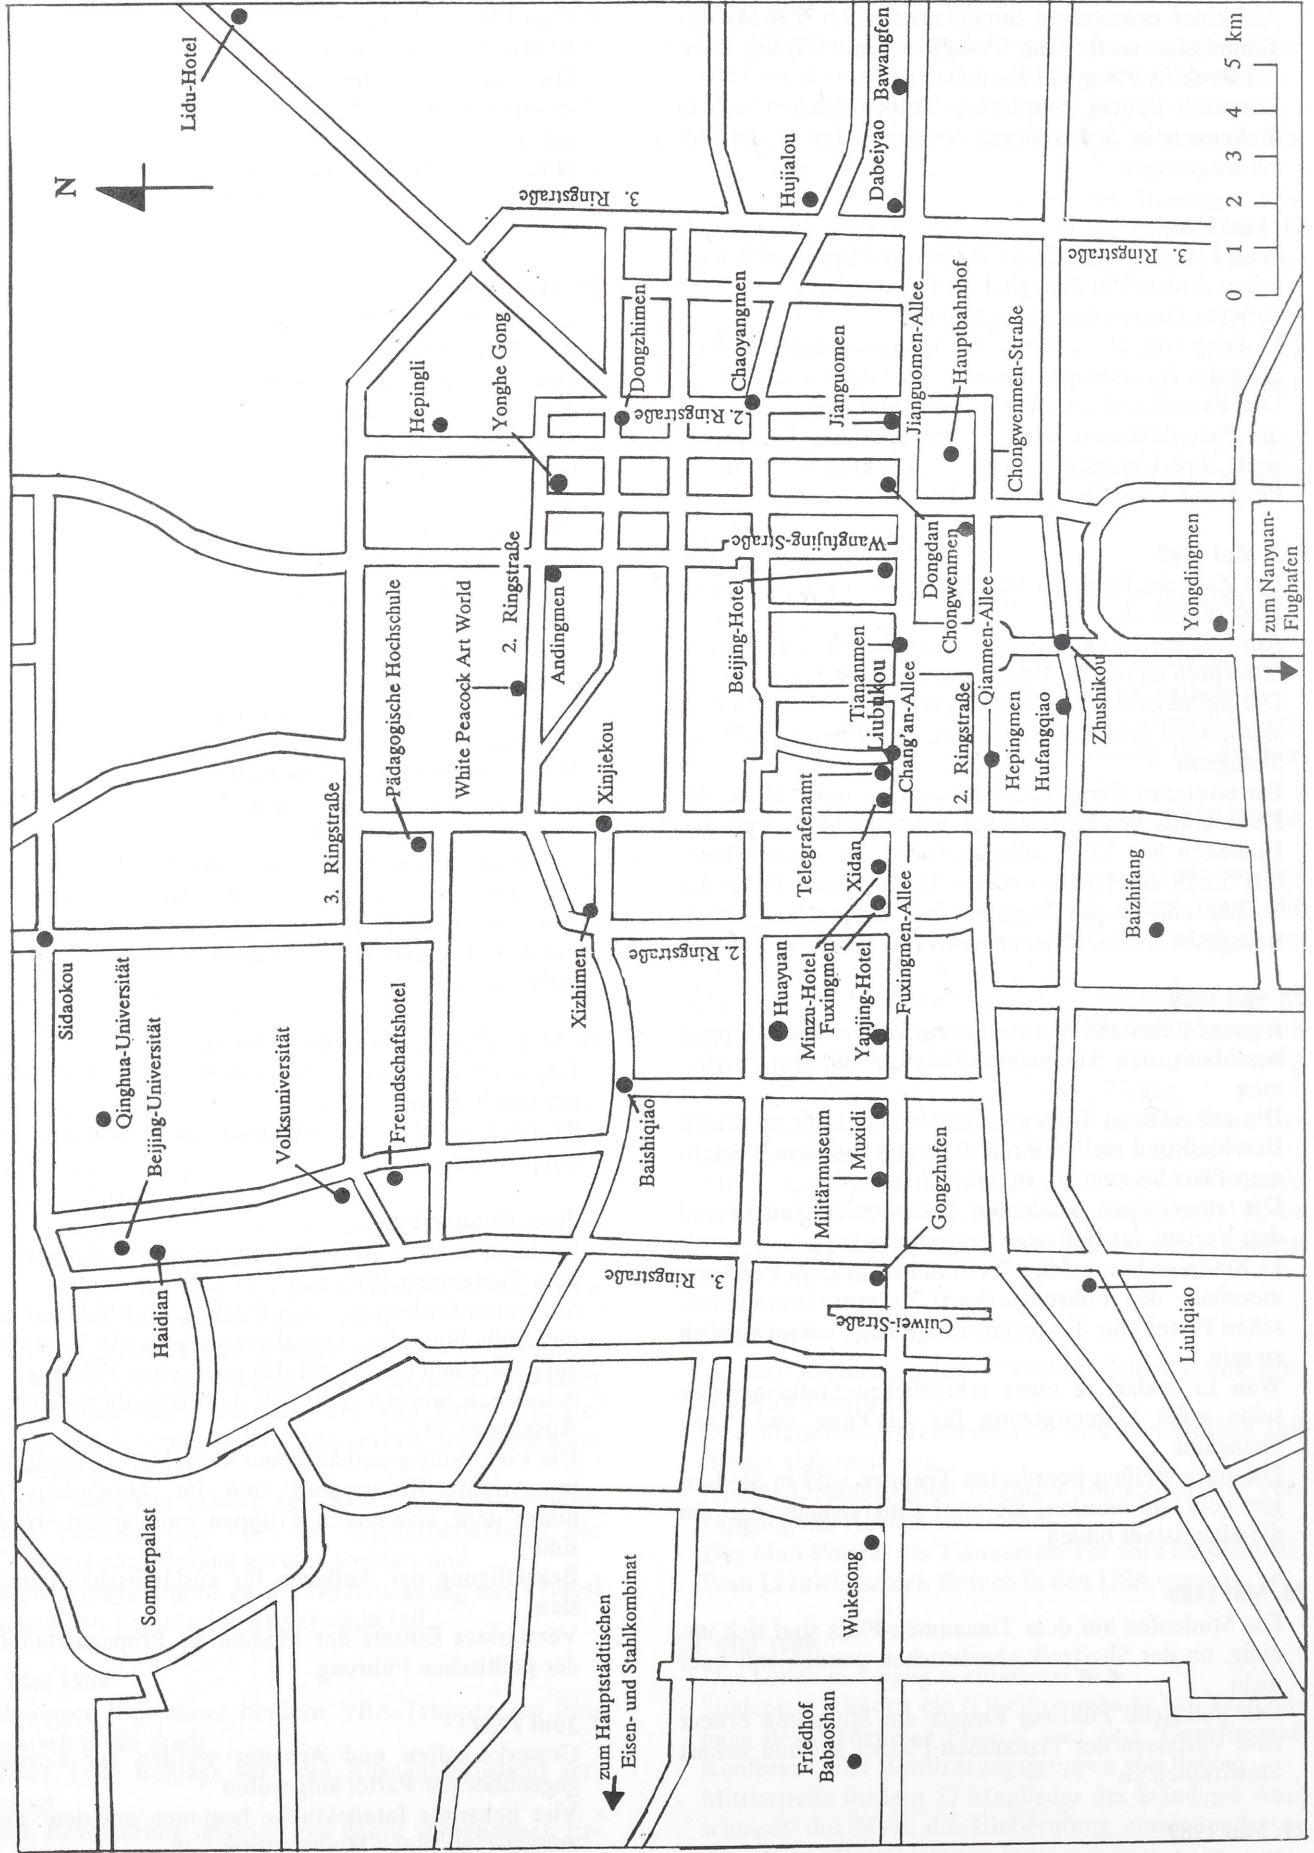 N
Lidu-Hotel
Sidaokou
Qinghua-Universität
Beijing-Universität
Haidian
Sommerpalast
Volksuniversität
Freundschaftshotel
3. Ringstraße
Pädagogische Hochschule
White Peacock Art World
2. Ringstraße
Andingmen
Hepingli
Yonghe Gong
3. Ringstraße
Dongzhimen
2. Ringstraße
Chaoyangmen
Xinjiekou
Xizhimen
2. Ringstraße
Baishiqiao
3. Ringstraße
Huayuan
Minzu-Hotel
Fuxingmen
Yanjing-Hotel
Fuxingmen-Allee
Militärmuseum
Muxidi
Gongzhufen
Cuiwei-Straße
Wukesong
Friedhof
Babaoshan
zum Hauptstädtischen
Eisen- und Stahlkombinat
Telegrafenamt
Xidan
Liubukou
Tiananmen
Chang'an-Allee
Beijing-Hotel
Wangfujing-Straße
Dongdan
Chongwenmen
Jianguomen
Jianguomen-Allee
Hauptbahnhof
Chongwenmen-Straße
Hujialou
Dabeiyao
Bawangfen
3. Ringstraße
2. Ringstraße
Qianmen-Allee
Hepingmen
Hufangqiao
Zhushikou
Yongdingmen
Baizhifang
Liuliqiao
zum Nanyuan-
Flughafen
0 1 2 3 4 5 km